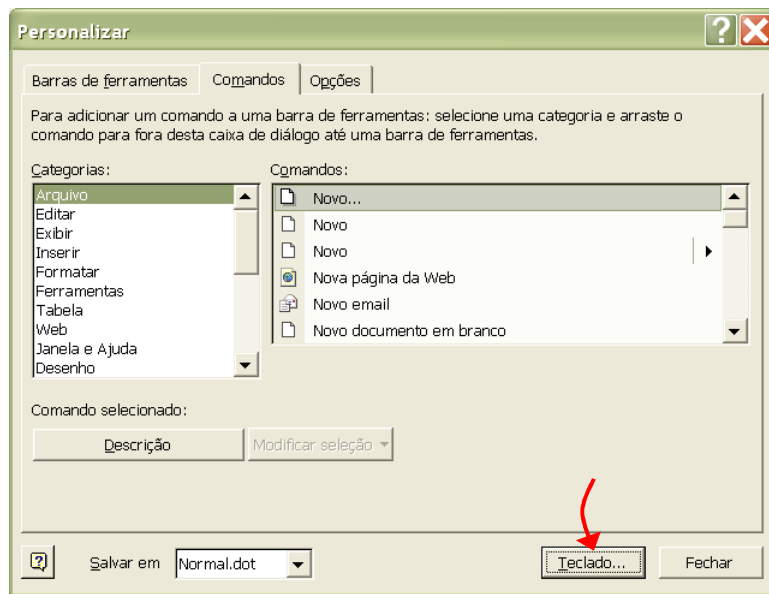 Personalizar
Barras de ferramentas
Comandos
Opções
Para adicionar um comando a uma barra de ferramentas: selecione uma categoria e arraste o
comando para fora desta caixa de diálogo até uma barra de ferramentas.
Categorias:
Arquivo
Editar
Exibir
Inserir
Formatar
Ferramentas
Tabela
Web
Janela e Ajuda
Desenho
Comandos:
Novo...
Novo
Novo
Nova página da Web
Novo email
Novo documento em branco
Comando selecionado:
Descrição
Modificar seleção
Salvar em
Normal.dot
Teclado...
Fechar